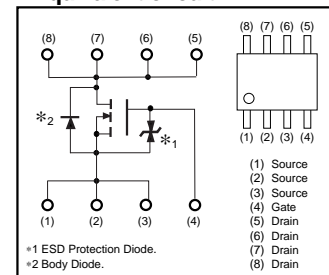 (8) (7) (6) (5)
(8) (7) (6) (5)
∗2
∗1
(1) (2) (3) (4)
(1) (2) (3) (4)
(1) Source
(2) Source
(3) Source
(4) Gate
(5) Drain
(6) Drain
(7) Drain
(8) Drain
∗1 ESD Protection Diode.
∗2 Body Diode.